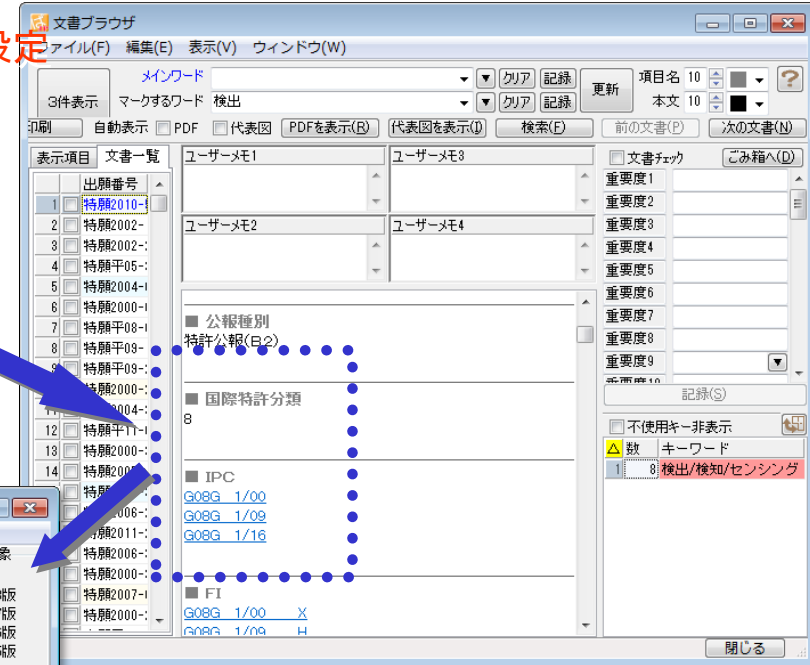 文書ブラウザ
設定
ファイル(F) 編集(E) 表示(V) ウィンドウ(W)
3件表示
メインワード
クリア 記録
マークするワード 検出
クリア 記録
更新
項目名 10
本文 10
?
印刷 自動表示 PDF 代表図 PDFを表示(R) 代表図を表示(I) 検索(F) 前の文書(P) 次の文書(N)
表示項目 文書一覧
出願番号
1 特願2010-
2 特願2002-
3 特願2002-
4 特願平05-
5 特願2004-
6 特願2000-
7 特願平08-
8 特願平09-
9 特願平09-
特願2000-
11 2004-
12 特願平11-
13 特願2000-
14 特願200
特願
2006-
特願2011-
特願2006-
特願2000-
特願2007-
特願2000-
ユーザーメモ1
ユーザーメモ3
ユーザーメモ2
ユーザーメモ4
■ 公報種別
特許公報(B2)
■ 国際特許分類
8
■ IPC
G08G 1/00
G08G 1/09
G08G 1/16
■ FI
G08G 1/00 X
G08G 1/09 H
文書チェック ごみ箱へ(D)
重要度1
重要度2
重要度3
重要度4
重要度5
重要度6
重要度7
重要度8
重要度9
重要度10
記録(S)
不使用キー非表示
数 キーワード
1 8 検出/検知/センシング
閉じる
象
版
版
版
版